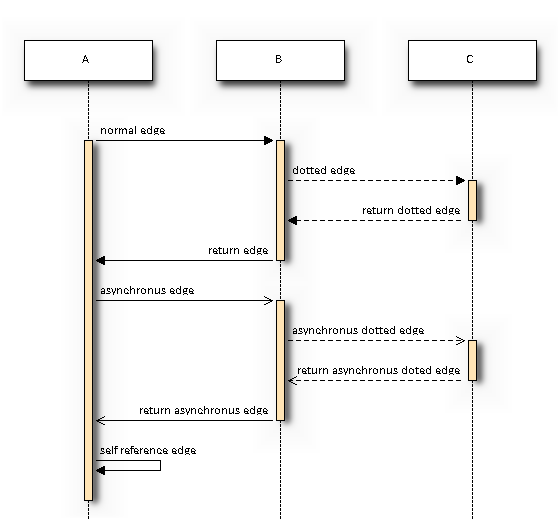 A
B
C
normal edge
dotted edge
return dotted edge
return edge
asynchronus edge
asynchronus dotted edge
return asynchronus doted edge
return asynchronus edge
self reference edge